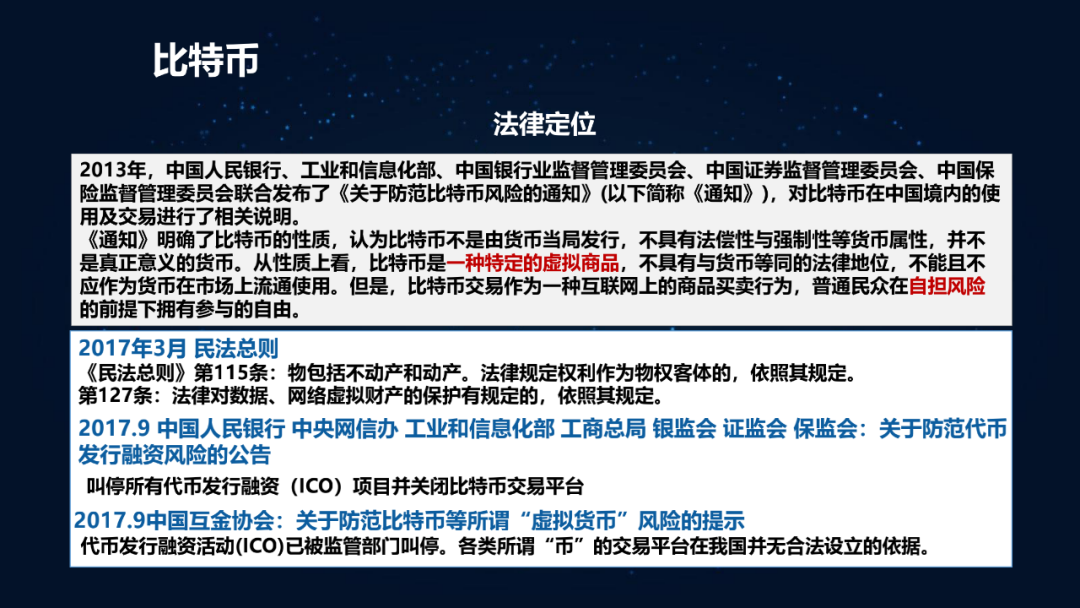 比特币
法律定位
2013年，中国人民银行、工业和信息化部、中国银行业监督管理委员会、中国证券监督管理委员会、中国保
险监督管理委员会联合发布了《关于防范比特币风险的通知》(以下简称《通知》)，对比特币在中国境内的使
用及交易进行了相关说明。
《通知》明确了比特币的性质，认为比特币不是由货币当局发行，不具有法偿性与强制性等货币属性，并不
是真正意义的货币。从性质上看，比特币是一种特定的虚拟商品，不具有与货币等同的法律地位，不能且不
应作为货币在市场上流通使用。但是，比特币交易作为一种互联网上的商品买卖行为，普通民众在自担风险
的前提下拥有参与的自由。
2017年3月 民法总则
《民法总则》第115条：物包括不动产和动产。法律规定权利作为物权客体的，依照其规定。
第127条：法律对数据、网络虚拟财产的保护有规定的，依照其规定。
2017.9 中国人民银行 中央网信办 工业和信息化部 工商总局 银监会 证监会 保监会：关于防范代币
发行融资风险的公告
叫停所有代币发行融资（ICO）项目并关闭比特币交易平台
2017.9中国互金协会：关于防范比特币等所谓“虚拟货币”风险的提示
代币发行融资活动(ICO)已被监管部门叫停。各类所谓“币”的交易平台在我国并无合法设立的依据。